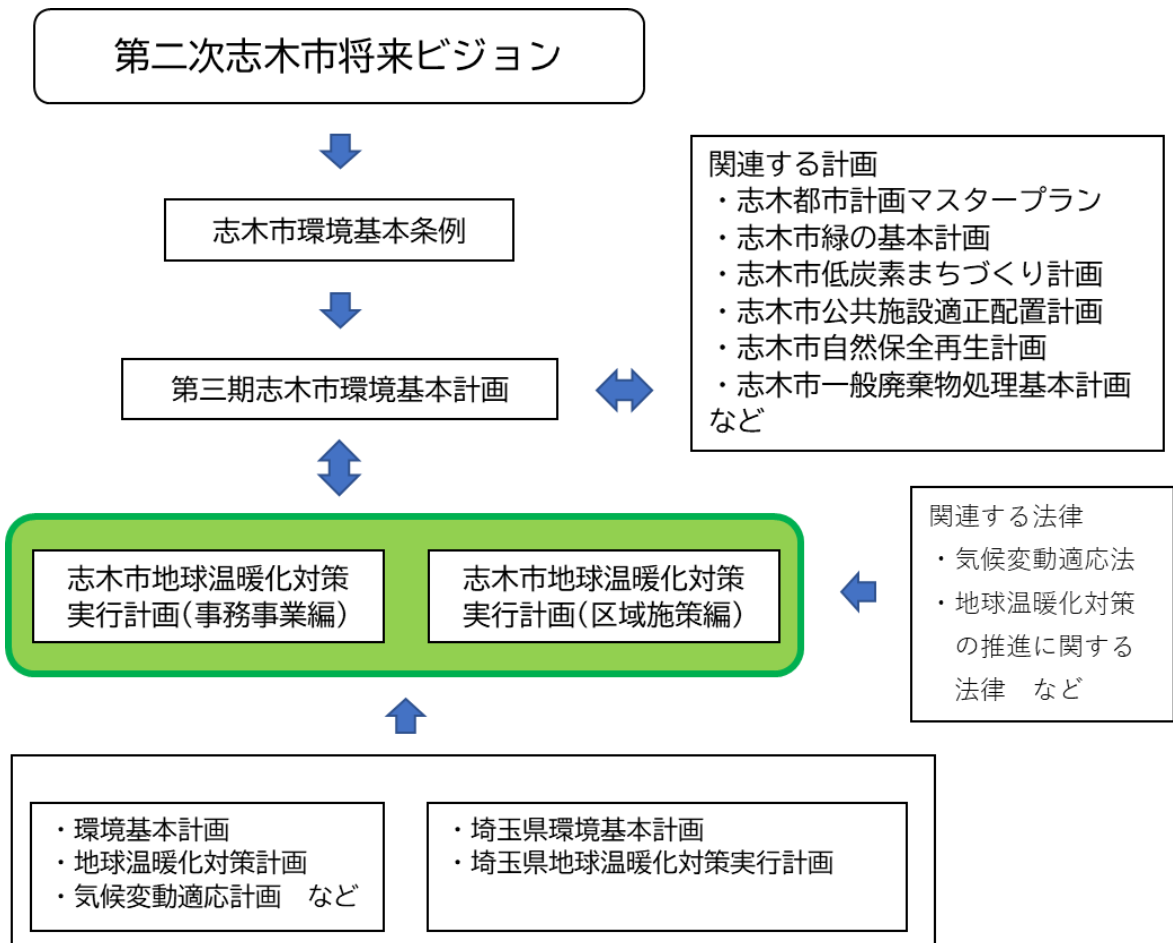 第二次志木市将来ビジョン
志木市環境基本条例
第三期志木市環境基本計画
関連する計画
・志木都市計画マスタープラン
・志木市緑の基本計画
・志木市低炭素まちづくり計画
・志木市公共施設適正配置計画
・志木市自然保全再生計画
・志木市一般廃棄物処理基本計画
など
志木市地球温暖化対策
実行計画(事務事業編)
志木市地球温暖化対策
実行計画(区域施策編)
関連する法律
・気候変動適応法
・地球温暖化対策
の推進に関する
法律　など
・環境基本計画
・地球温暖化対策計画
・気候変動適応計画　など
・埼玉県環境基本計画
・埼玉県地球温暖化対策実行計画